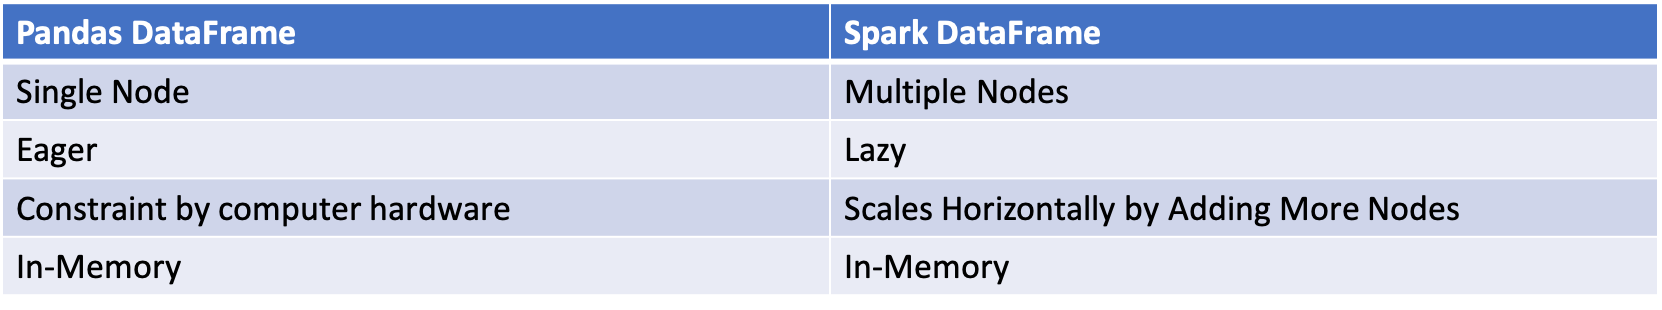 Pandas DataFrame Spark DataFrame
Single Node Multiple Nodes
Eager Lazy
Constraint by computer hardware Scales Horizontally by Adding More Nodes
In-Memory In-Memory